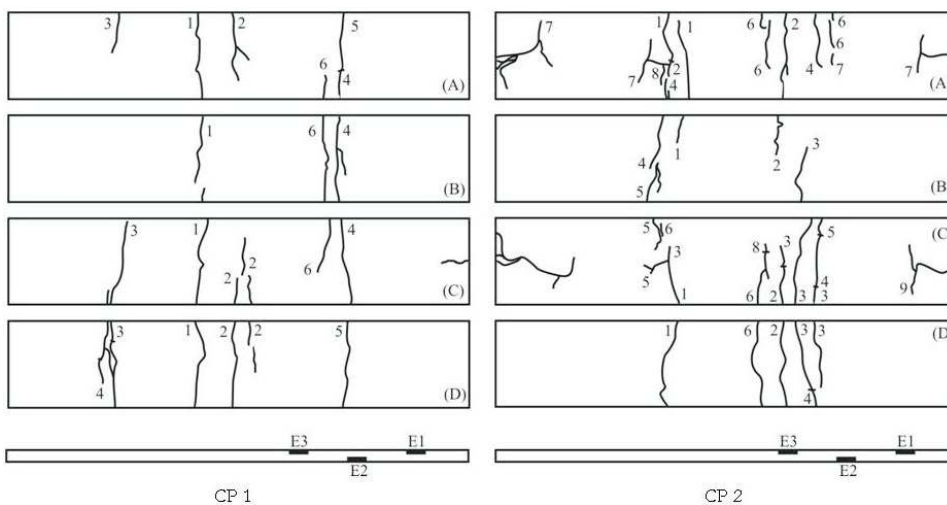 3 1 2 5 6 4 (A)
1 6 4 (B)
3 1 2 2 6 4 (C)
3 4 1 2 2 5 (D)
E3 E1
E2
CP 1
7 7 8 1 1 2 4 6 6 2 4 6 6 7 7 (A
4 5 1 2 3 (B
5 6 5 3 1 8 6 3 2 3 5 4 3 9 (C
1 6 2 3 3 4 (D
E3 E1
E2
CP 2